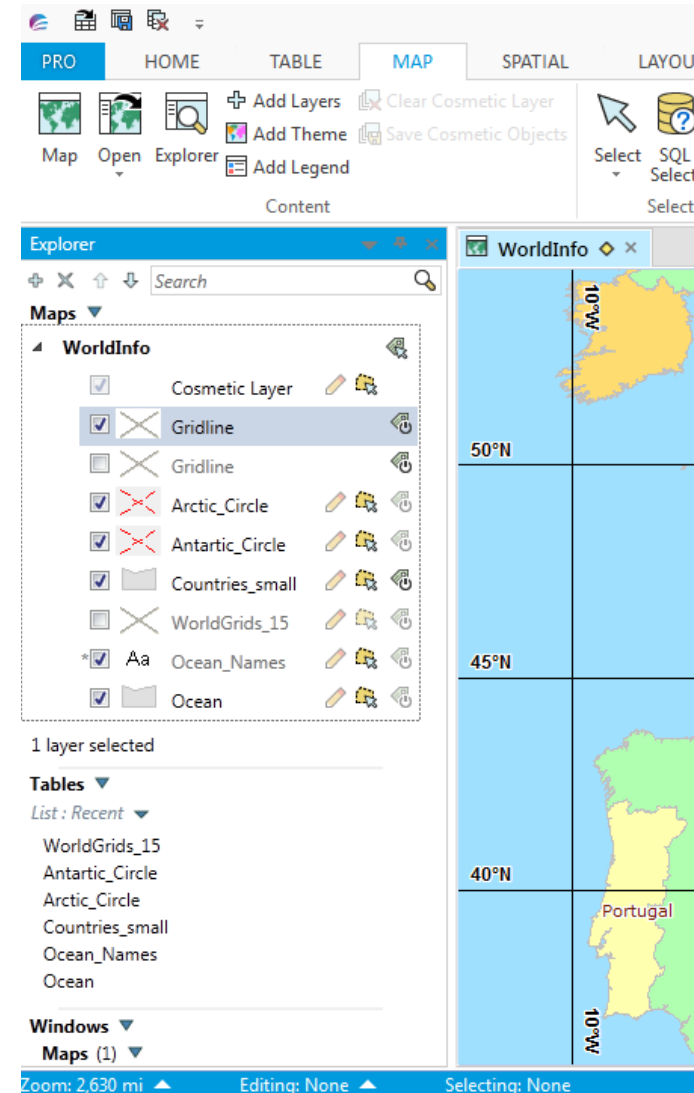 PRO HOME TABLE MAP SPATIAL LAYOU
Add Layers Clear Cosmetic Layer
Add Theme Save Cosmetic Objects
Map Open Explorer Add Legend Select SQL
Select
Content Select
Explorer WorldInfo
Search
Maps
WorldInfo
Cosmetic Layer
Gridline
Gridline
Arctic_Circle
Antartic_Circle
Countries_small
WorldGrids_15
Aa Ocean_Names
Ocean
1 layer selected
Tables
List : Recent
WorldGrids_15
Antartic_Circle
Arctic_Circle
Countries_small
Ocean_Names
Ocean
Windows
Maps (1)
10°W
50°N
45°N
40°N
Portugal
10°W
Zoom: 2,630 mi Editing: None Selecting: None